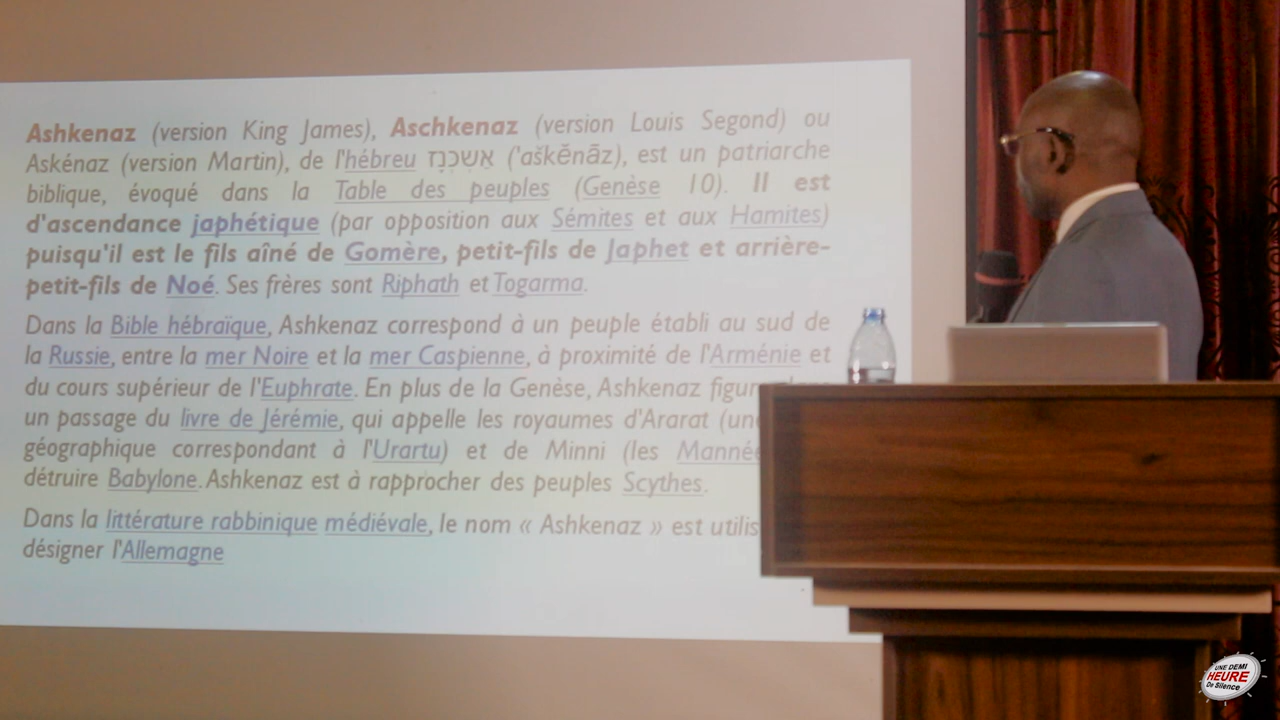 Ashkenaz (version King James), Aschkenaz (version Louis Segond) ou
Askénaz (version Martin), de l'hébreu אַשְׁכְּנָז ('aškĕnāz), est un patriarche
biblique, évoqué dans la Table des peuples (Genèse 10). Il est
d'ascendance japhétique (par opposition aux Sémites et aux Hamites)
puisqu'il est le fils aîné de Gomère, petit-fils de Japhet et arrière-
petit-fils de Noé. Ses frères sont Riphath et Togarma.
Dans la Bible hébraïque, Ashkenaz correspond à un peuple établi au sud de
la Russie, entre la mer Noire et la mer Caspienne, à proximité de l'Arménie et
du cours supérieur de l'Euphrate. En plus de la Genèse, Ashkenaz
un passage du livre de Jérémie, qui appelle les royaumes d'Ararat
géographique correspondant à l'Urartu) et de Minni (les
détruire Babylone. Ashkenaz est à rapprocher des peuples Scythes.
Dans la littérature rabbinique médiévale, le nom « Ashkenaz » est
désigner l'Allemagne
UNE DEMI
HEURE
De Silence